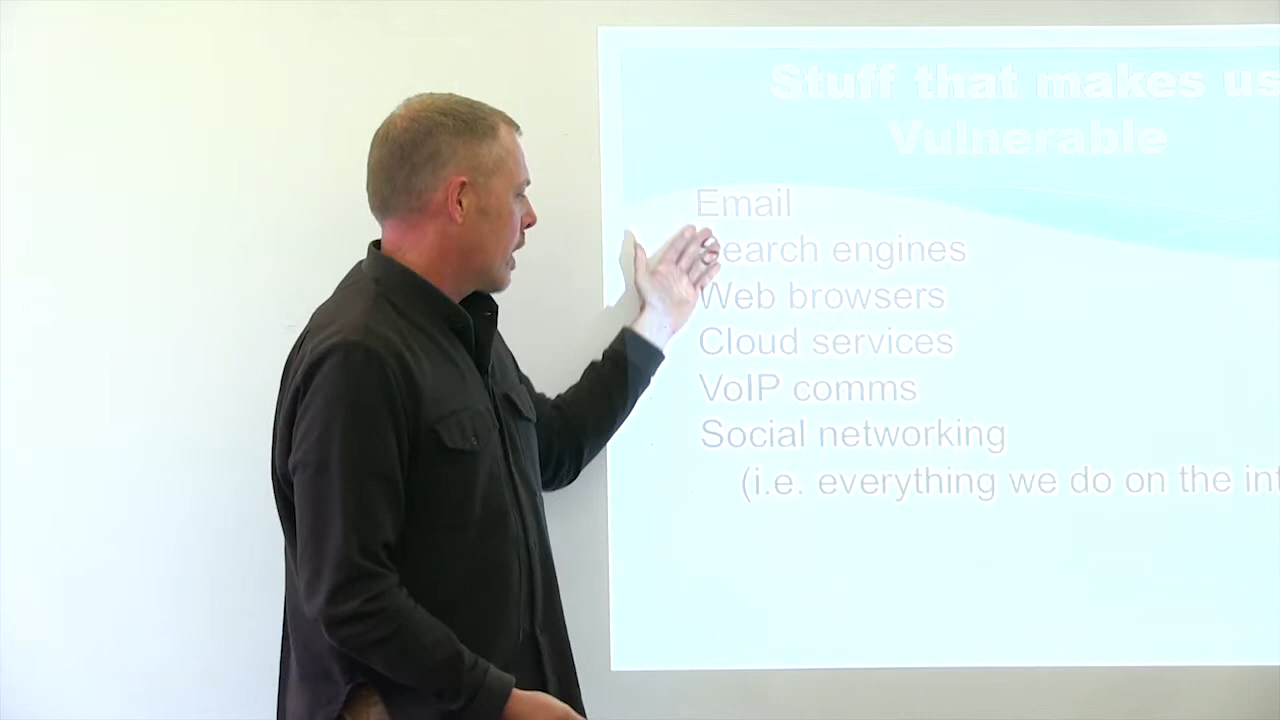 Stuff that makes us
Vulnerable
Email
Search engines
Web browsers
Cloud services
VoIP comms
Social networking
(i.e. everything we do on the